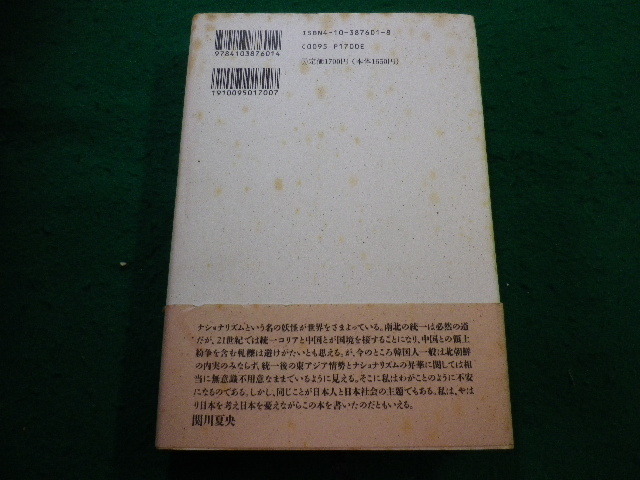 ISBN4-10-387601-8
C0095 P1700E
定価1700円(本体1650円)
9784103876014
1910095017007
ナショナリズムという名の妖怪が世界をさまよっている。南北の統一は必然の道
だが、21世紀では統一コリアと中国とが国境を接することになり、中国との領土
紛争を含む軋轢は避けがたいとも思える。が、今のところ韓国人一般は北朝鮮
の内実のみならず、統一後の東アジア情勢とナショナリズムの昇華に関しては相
当に無意識不用意なままでいるように見える。そこに私はわがことのように不安
になるのである。しかし、同じことが日本人と日本社会の主題でもある。私は、やは
り日本を考え日本を憂えながらこの本を書いたのだともいえる。
関川夏央